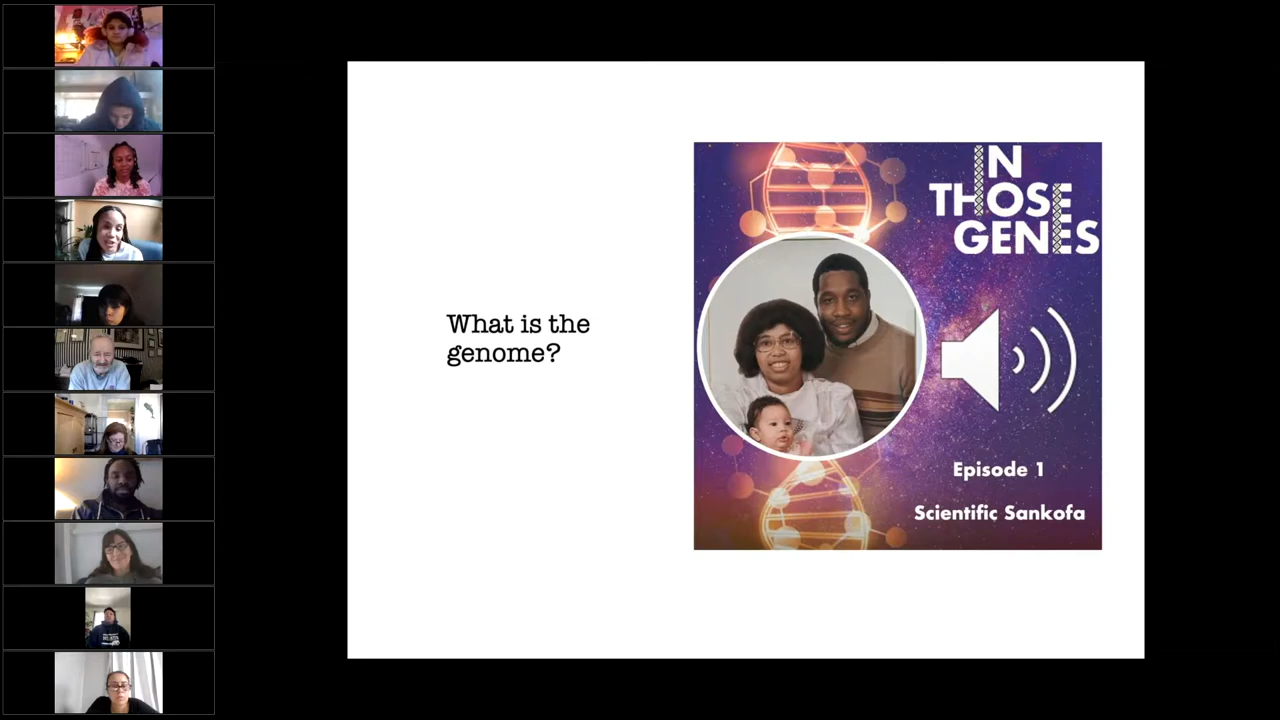 What is the
genome?
IN
THOSE
GENES
Episode 1
Scientific Sankofa